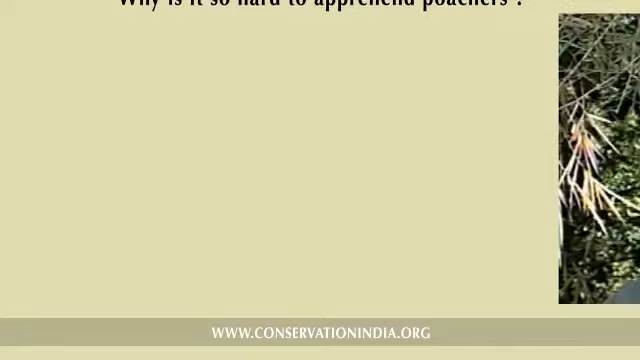 Why is it so hard to apprehend poachers ?
WWW.CONSERVATIONINDIA.ORG